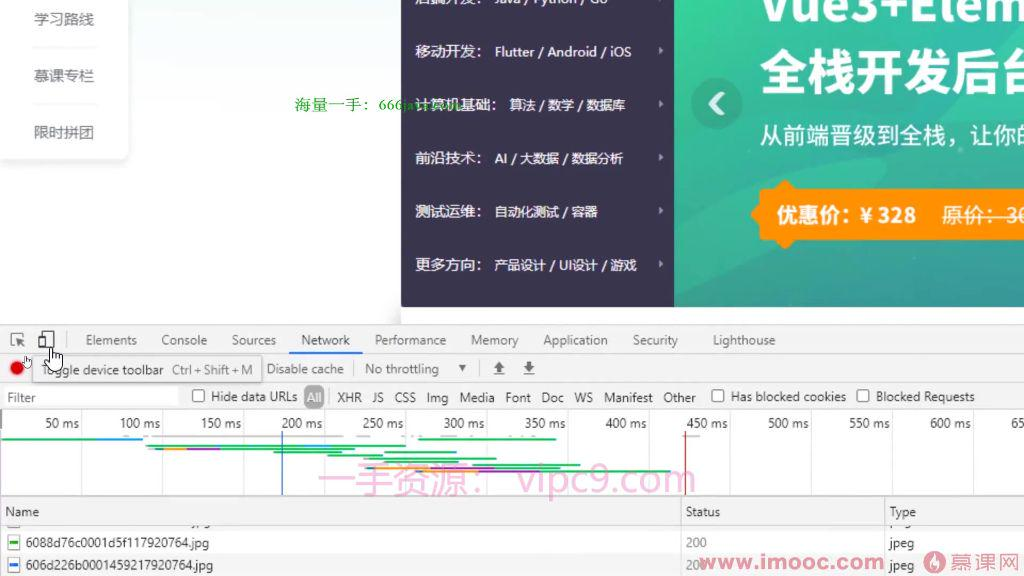 学习路线
慕课专栏
限时拼团
移动开发： Flutter / Android / iOS
计算机基础： 算法 / 数学 / 数据库
前沿技术： AI / 大数据 / 数据分析
测试运维： 自动化测试 / 容器
更多方向： 产品设计 / UI设计 / 游戏
海量一手：
全栈开发后
从前端晋级到全栈，让你
优惠价：¥ 328 原价：
Elements Console Sources Network Performance Memory Application Security Lighthouse
Toggle device toolbar Ctrl + Shift + M Disable cache No throttling
Filter Hide data URLs All XHR JS CSS Img Media Font Doc WS Manifest Other Has blocked cookies Blocked Requests
50 ms 100 ms 150 ms 200 ms 250 ms 300 ms 350 ms 400 ms 450 ms 500 ms 550 ms 600 ms
一手资源： vipc9.com
Name Status Type
6088d76c0001d5f117920764.jpg 200 jpeg
606d226b0001459217920764.jpg jpeg
www.imooc.com 慕课网